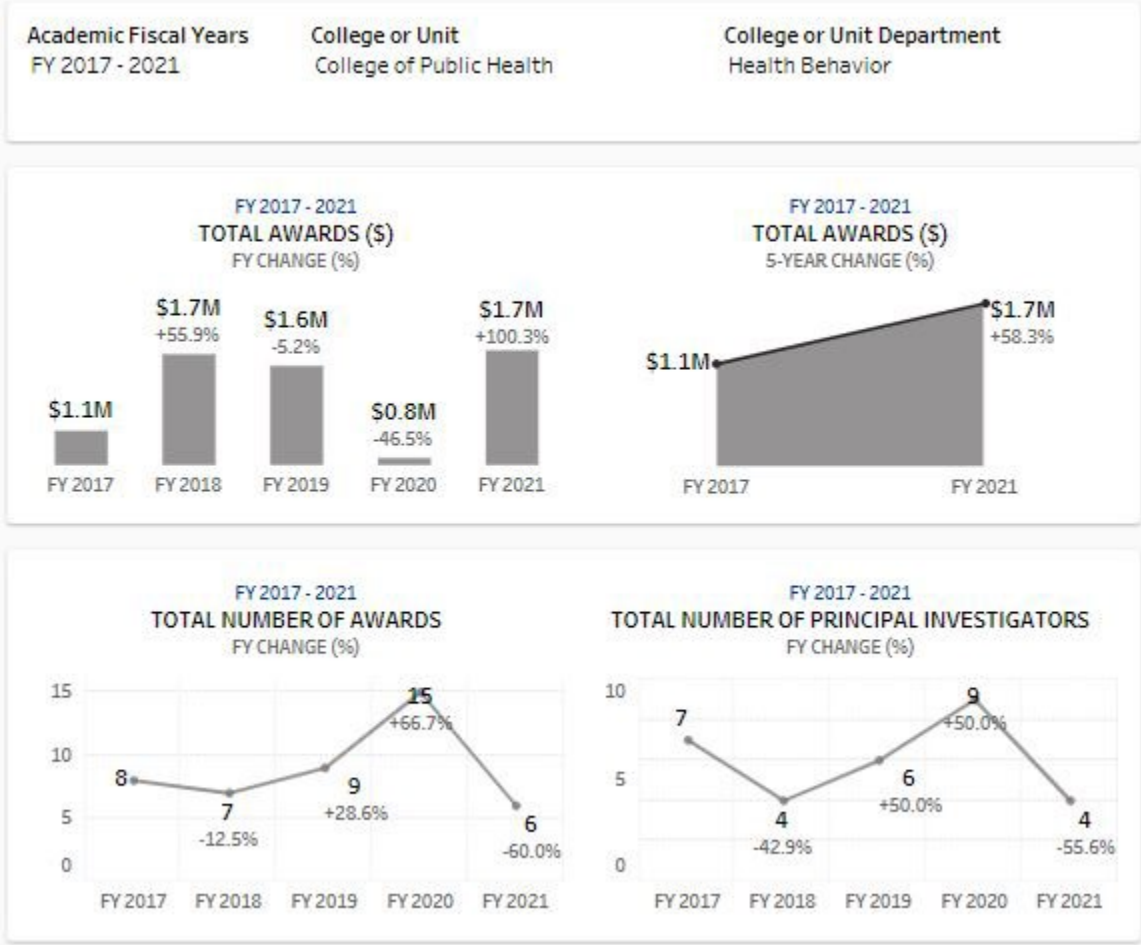 Academic Fiscal Years
FY 2017 - 2021
College or Unit
College of Public Health
College or Unit Department
Health Behavior
FY 2017 - 2021
TOTAL AWARDS ($)
FY CHANGE (%)
$1.1M
$1.7M
+55.9%
$1.6M
-5.2%
$0.8M
-46.5%
$1.7M
+100.3%
FY 2017 FY 2018 FY 2019 FY 2020 FY 2021
FY 2017 - 2021
TOTAL AWARDS ($)
5-YEAR CHANGE (%)
$1.1M
$1.7M
+58.3%
FY 2017 FY 2021
FY 2017 - 2021
TOTAL NUMBER OF AWARDS
FY CHANGE (%)
15
10
5
0
8
7
-12.5%
9
+28.6%
15
+66.7%
6
-60.0%
FY 2017 FY 2018 FY 2019 FY 2020 FY 2021
FY 2017 - 2021
TOTAL NUMBER OF PRINCIPAL INVESTIGATORS
FY CHANGE (%)
10
5
0
7
4
-42.9%
6
+50.0%
9
+50.0%
4
-55.6%
FY 2017 FY 2018 FY 2019 FY 2020 FY 2021